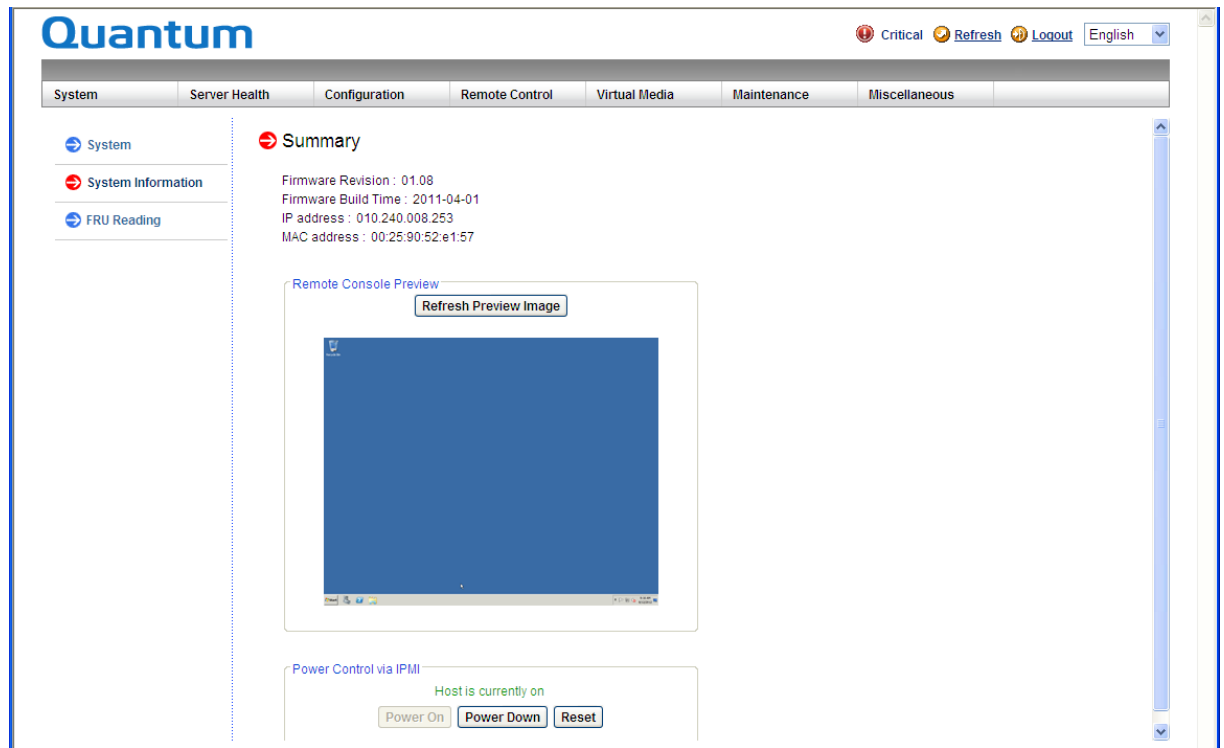 Quantum
Critical Refresh Logout English
System Server Health Configuration Remote Control Virtual Media Maintenance Miscellaneous
System
System Information
FRU Reading
Summary
Firmware Revision : 01.08
Firmware Build Time : 2011-04-01
IP address : 010.240.008.253
MAC address : 00:25:90:52:e1:57
Remote Console Preview
Refresh Preview Image
Power Control via IPMI
Host is currently on
Power On Power Down Reset